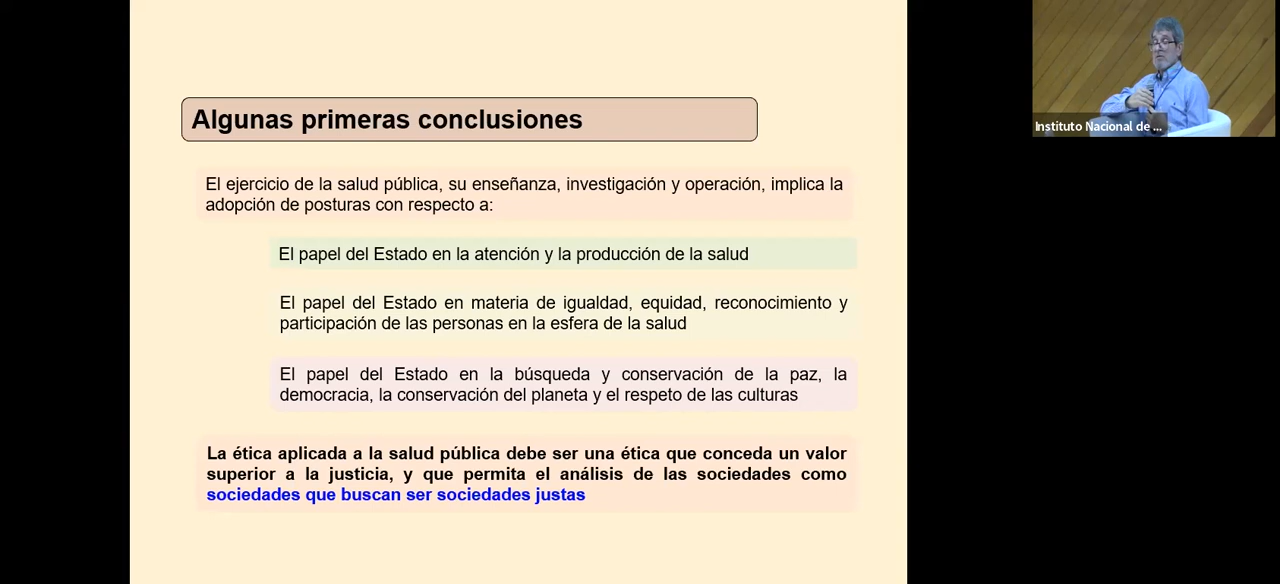 Algunas primeras conclusiones
El ejercicio de la salud pública, su enseñanza, investigación y operación, implica la
adopción de posturas con respecto a:
El papel del Estado en la atención y la producción de la salud
El papel del Estado en materia de igualdad, equidad, reconocimiento y
participación de las personas en la esfera de la salud
El papel del Estado en la búsqueda y conservación de la paz, la
democracia, la conservación del planeta y el respeto de las culturas
La ética aplicada a la salud pública debe ser una ética que conceda un valor
superior a la justicia, y que permita el análisis de las sociedades como
sociedades que buscan ser sociedades justas
Instituto Nacional de ...